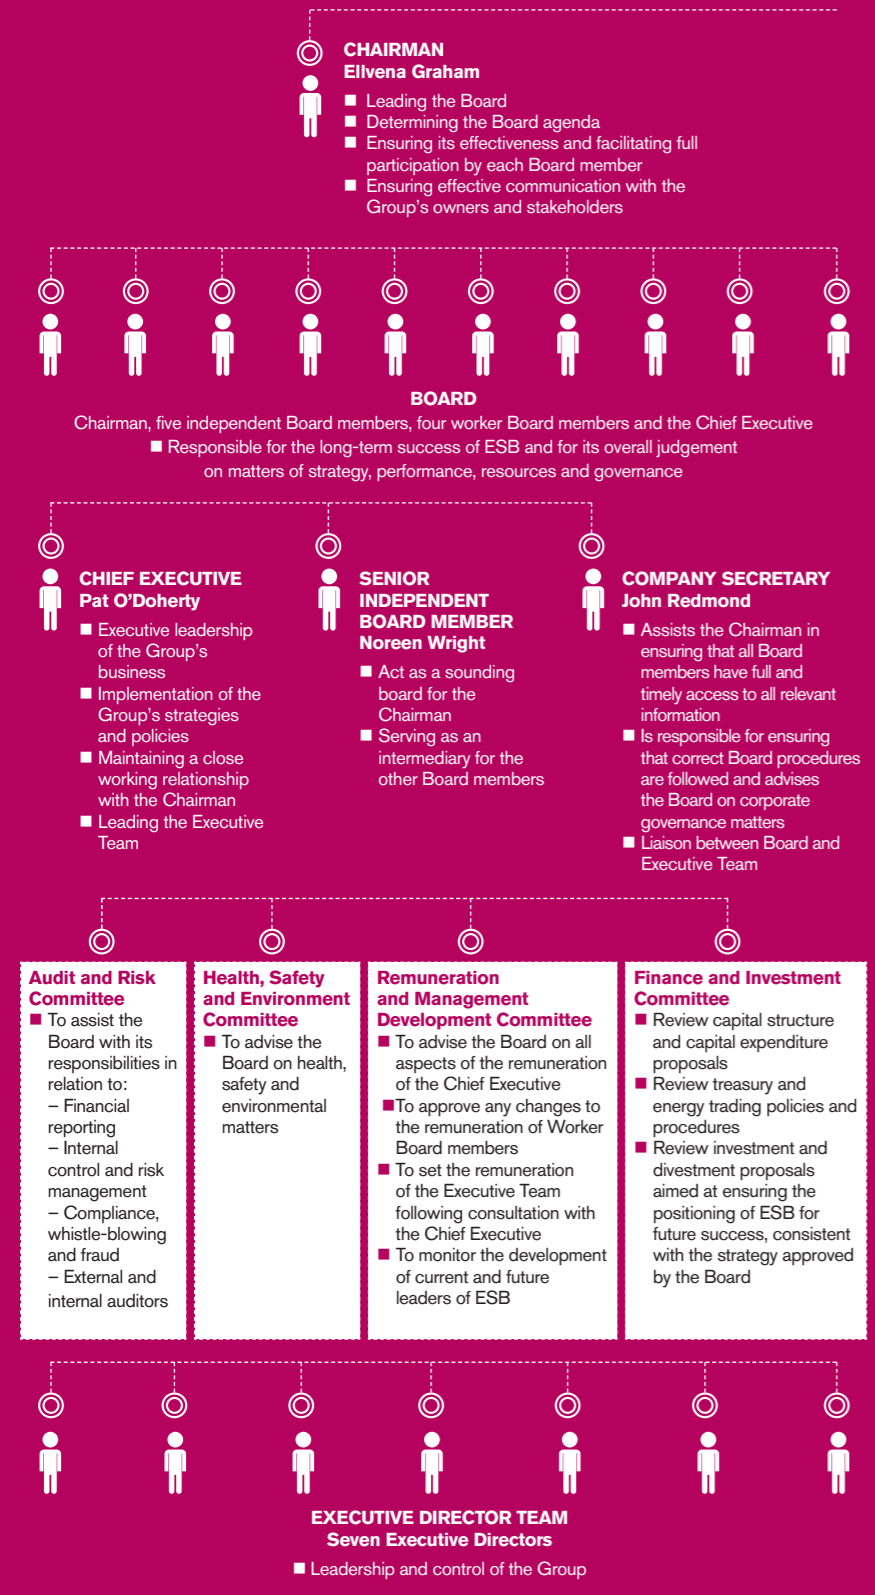 CHAIRMAN
Ellvena Graham
■ Leading the Board
■ Determining the Board agenda
■ Ensuring its effectiveness and facilitating full
participation by each Board member
■ Ensuring effective communication with the
Group's owners and stakeholders
BOARD
Chairman, five independent Board members, four worker Board members and the Chief Executive
■ Responsible for the long-term success of ESB and for its overall judgement
on matters of strategy, performance, resources and governance
CHIEF EXECUTIVE
Pat O'Doherty
■ Executive leadership
of the Group's
business
■ Implementation of the
Group's strategies
and policies
■ Maintaining a close
working relationship
with the Chairman
■ Leading the Executive
Team
SENIOR
INDEPENDENT
BOARD MEMBER
Noreen Wright
■ Act as a sounding
board for the
Chairman
■ Serving as an
intermediary for the
other Board members
COMPANY SECRETARY
John Redmond
■ Assists the Chairman in
ensuring that all Board
members have full and
timely access to all relevant
information
■ Is responsible for ensuring
that correct Board procedures
are followed and advises
the Board on corporate
governance matters
■ Liaison between Board and
Executive Team
Audit and Risk
Committee
■ To assist the
Board with its
responsibilities in
relation to:
– Financial
reporting
– Internal
control and risk
management
– Compliance,
whistle-blowing
and fraud
– External and
internal auditors
Health, Safety
and Environment
Committee
■ To advise the
Board on health,
safety and
environmental
matters
Remuneration
and Management
Development Committee
■ To advise the Board on all
aspects of the remuneration
of the Chief Executive
■To approve any changes to
the remuneration of Worker
Board members
■ To set the remuneration
of the Executive Team
following consultation with
the Chief Executive
■ To monitor the development
of current and future
leaders of ESB
Finance and Investment
Committee
■ Review capital structure
and capital expenditure
proposals
■ Review treasury and
energy trading policies and
procedures
■ Review investment and
divestment proposals
aimed at ensuring the
positioning of ESB for
future success, consistent
with the strategy approved
by the Board
EXECUTIVE DIRECTOR TEAM
Seven Executive Directors
■ Leadership and control of the Group